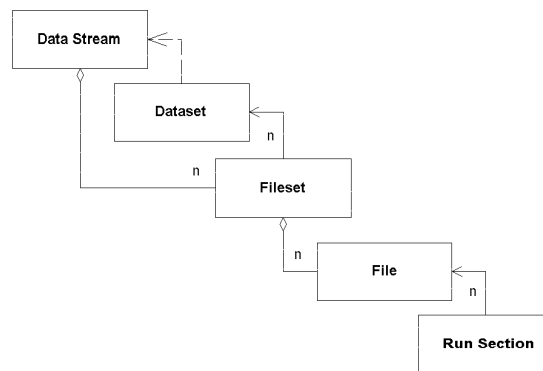 Data Stream
Dataset
n
n
Fileset
n
File
n
Run Section